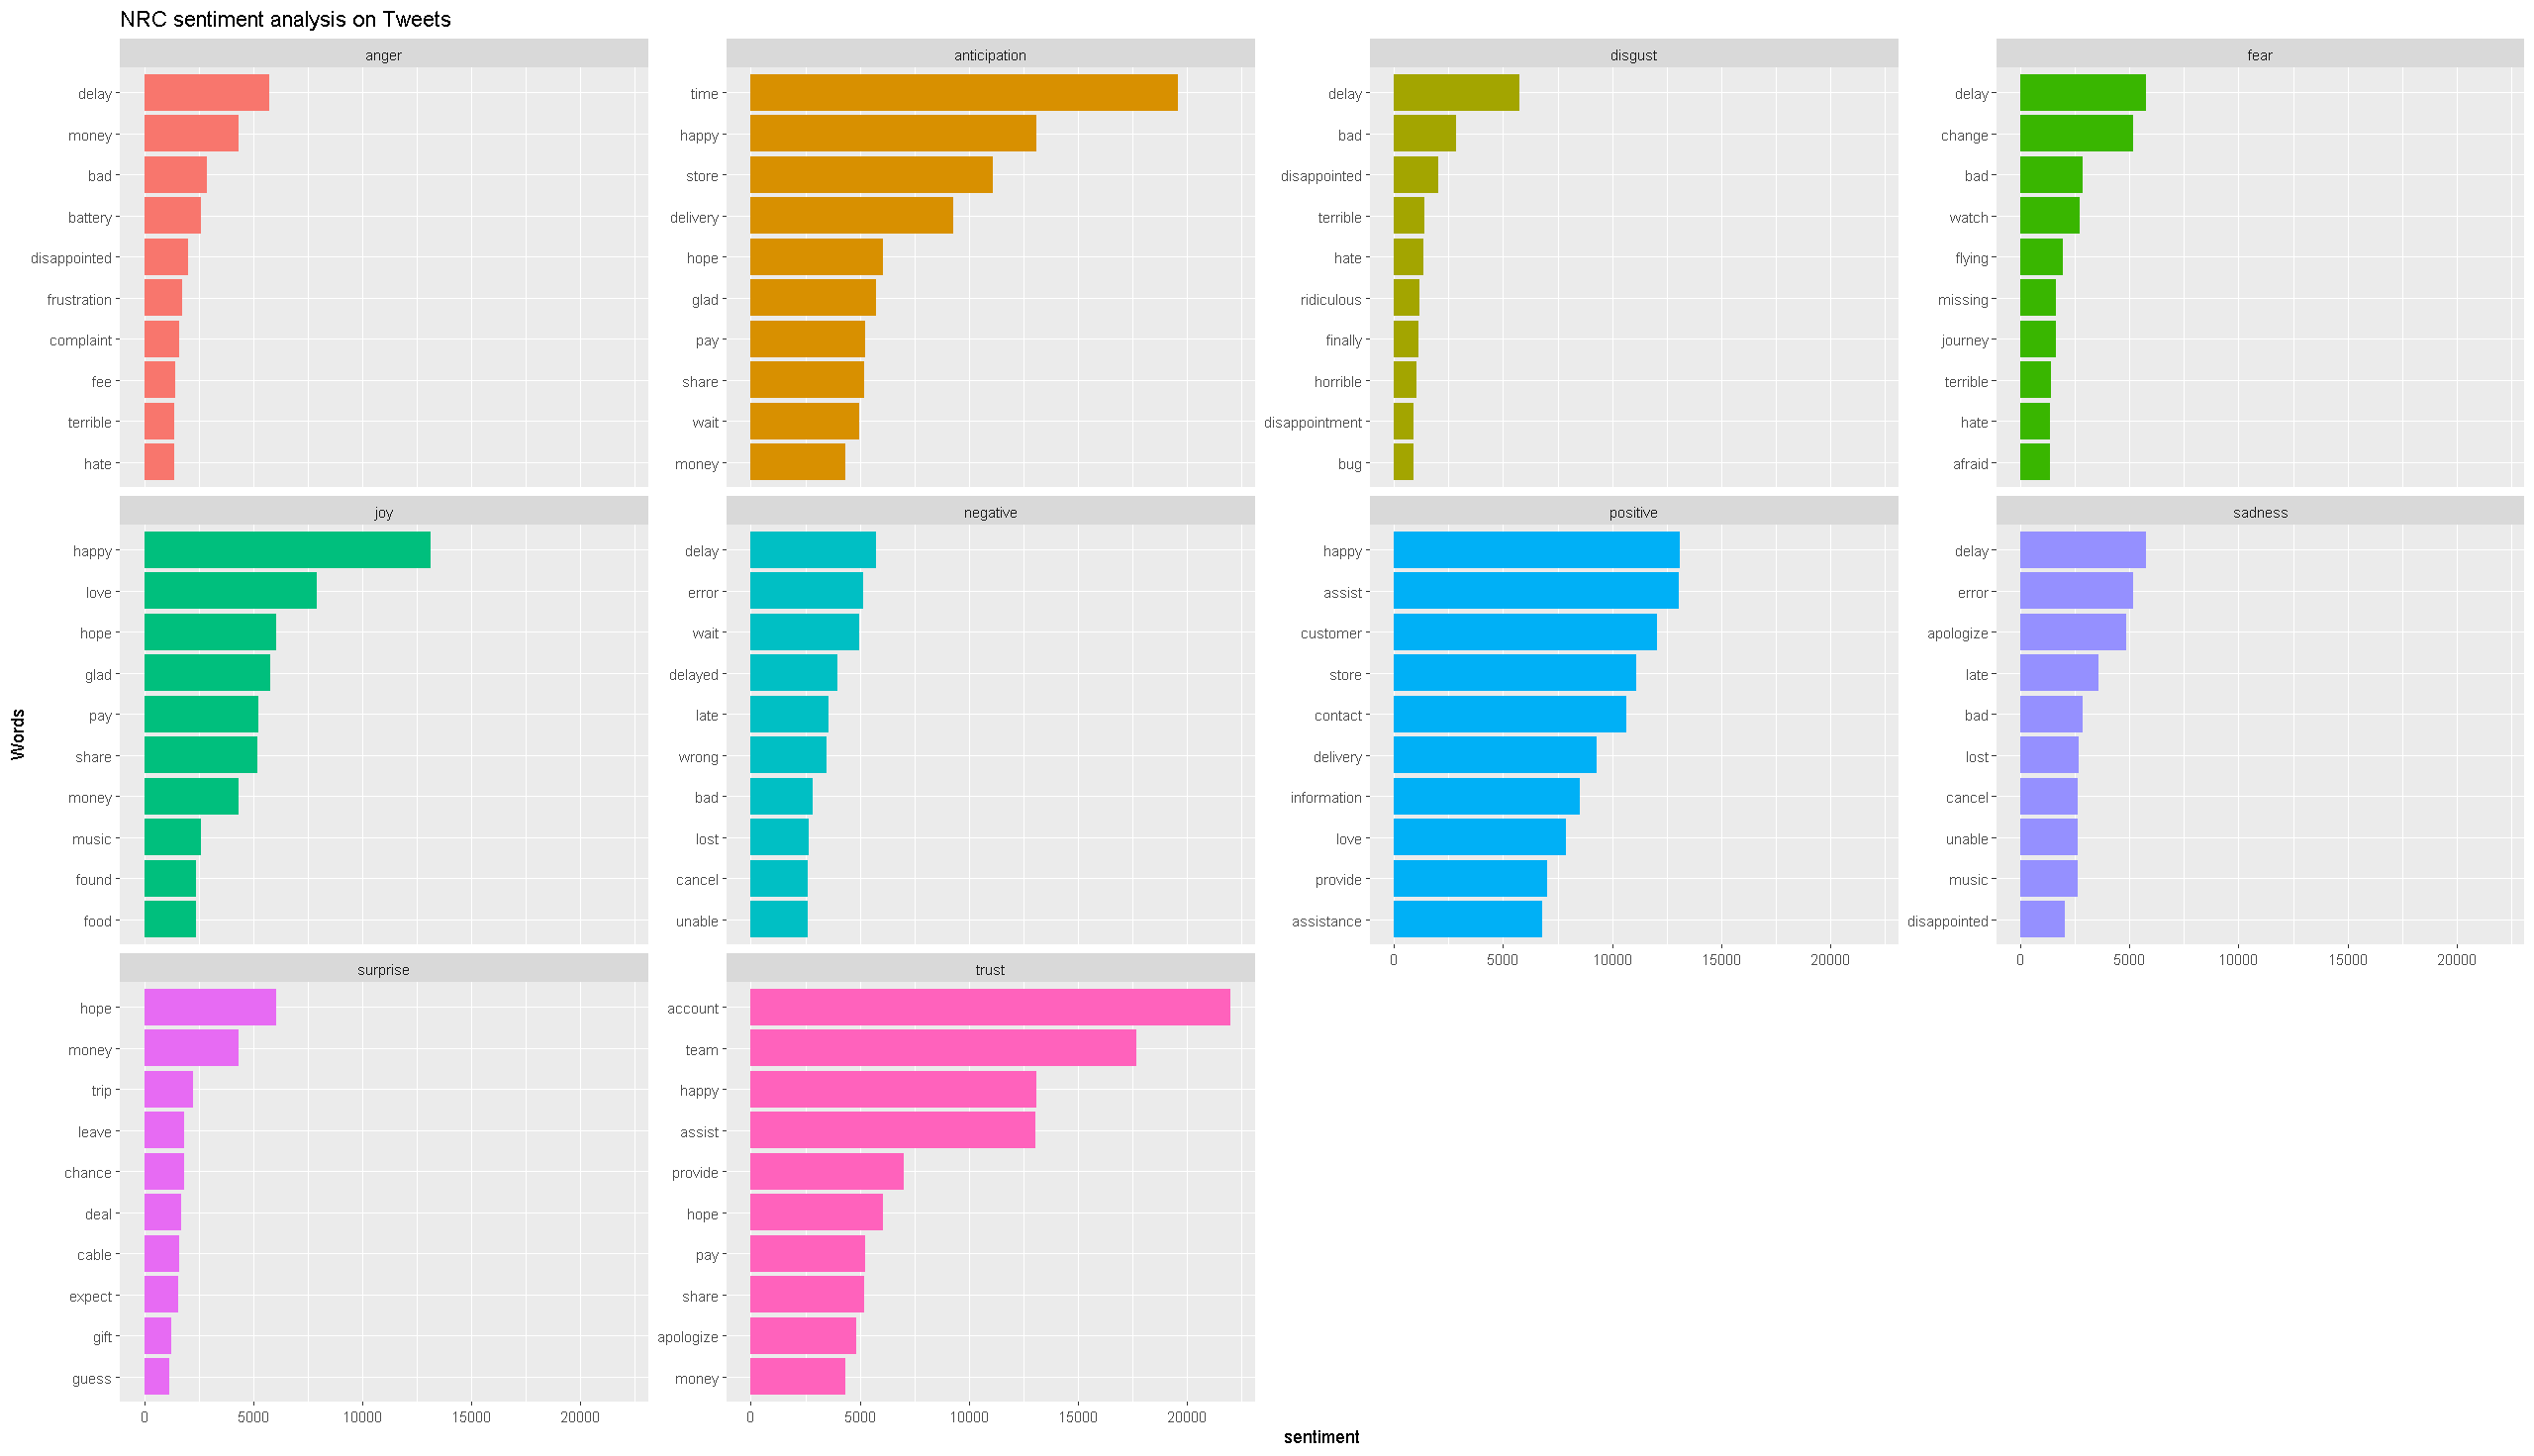 NRC sentiment analysis on Tweets
anger
delay
money
bad
battery
disappointed
frustration
complaint
fee
terrible
hate
anticipation
time
happy
store
delivery
hope
glad
pay
share
wait
money
disgust
delay
bad
disappointed
terrible
hate
ridiculous
finally
horrible
disappointment
bug
fear
delay
change
bad
watch
flying
missing
journey
terrible
hate
afraid
joy
happy
love
hope
glad
pay
share
money
music
found
food
negative
delay
error
wait
delayed
late
wrong
bad
lost
cancel
unable
positive
happy
assist
customer
store
contact
delivery
information
love
provide
assistance
0 5000 10000 15000 20000
sadness
delay
error
apologize
late
bad
lost
cancel
unable
music
disappointed
0 5000 10000 15000 20000
surprise
hope
money
trip
leave
chance
deal
cable
expect
gift
guess
0 5000 10000 15000 20000
trust
account
team
happy
assist
provide
hope
pay
share
apologize
money
0 5000 10000 15000 20000
Words
sentiment